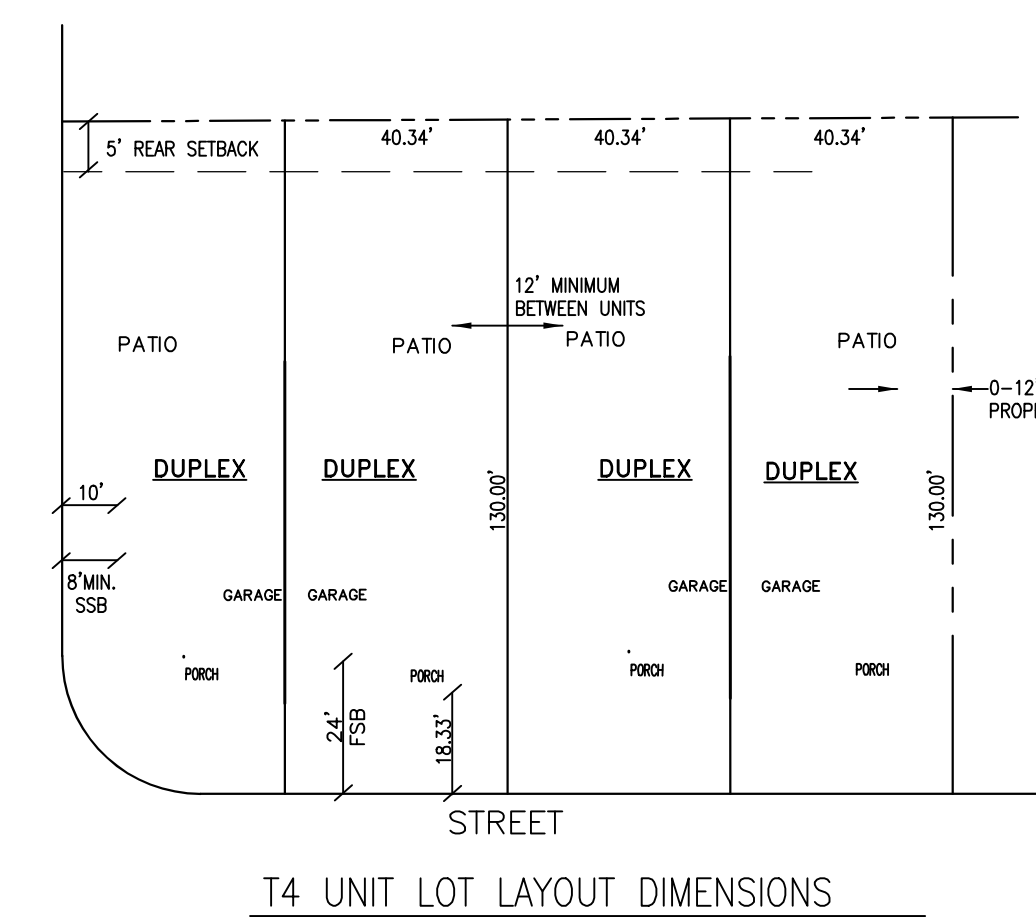 40.34' 40.34' 40.34'
5' REAR SETBACK
12' MINIMUM
BETWEEN UNITS
PATIO PATIO PATIO PATIO
0-12
DUPLEX DUPLEX DUPLEX DUPLEX
10'
130.00' 130.00'
8'MIN.
SSB
GARAGE GARAGE GARAGE GARAGE
PORCH PORCH PORCH PORCH
24'
FSB
18.33'
STREET
T4 UNIT LOT LAYOUT DIMENSIONS